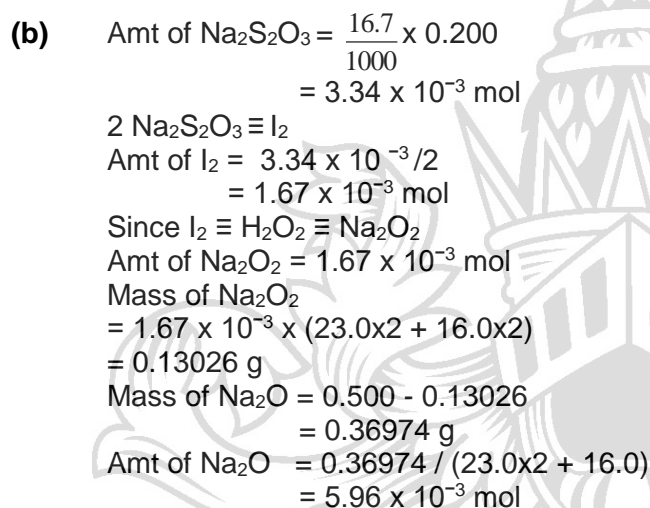 (b) Amt of Na₂S₂O₃ = 16.7/1000 x 0.200
= 3.34 x 10⁻³ mol
2 Na₂S₂O₃ ≡ I₂
Amt of I₂ = 3.34 x 10 ⁻³ /2
= 1.67 x 10⁻³ mol
Since I₂ ≡ H₂O₂ ≡ Na₂O₂
Amt of Na₂O₂ = 1.67 x 10⁻³ mol
Mass of Na₂O₂
= 1.67 x 10⁻³ x (23.0x2 + 16.0x2)
= 0.13026 g
Mass of Na₂O = 0.500 - 0.13026
= 0.36974 g
Amt of Na₂O = 0.36974 / (23.0x2 + 16.0)
= 5.96 x 10⁻³ mol